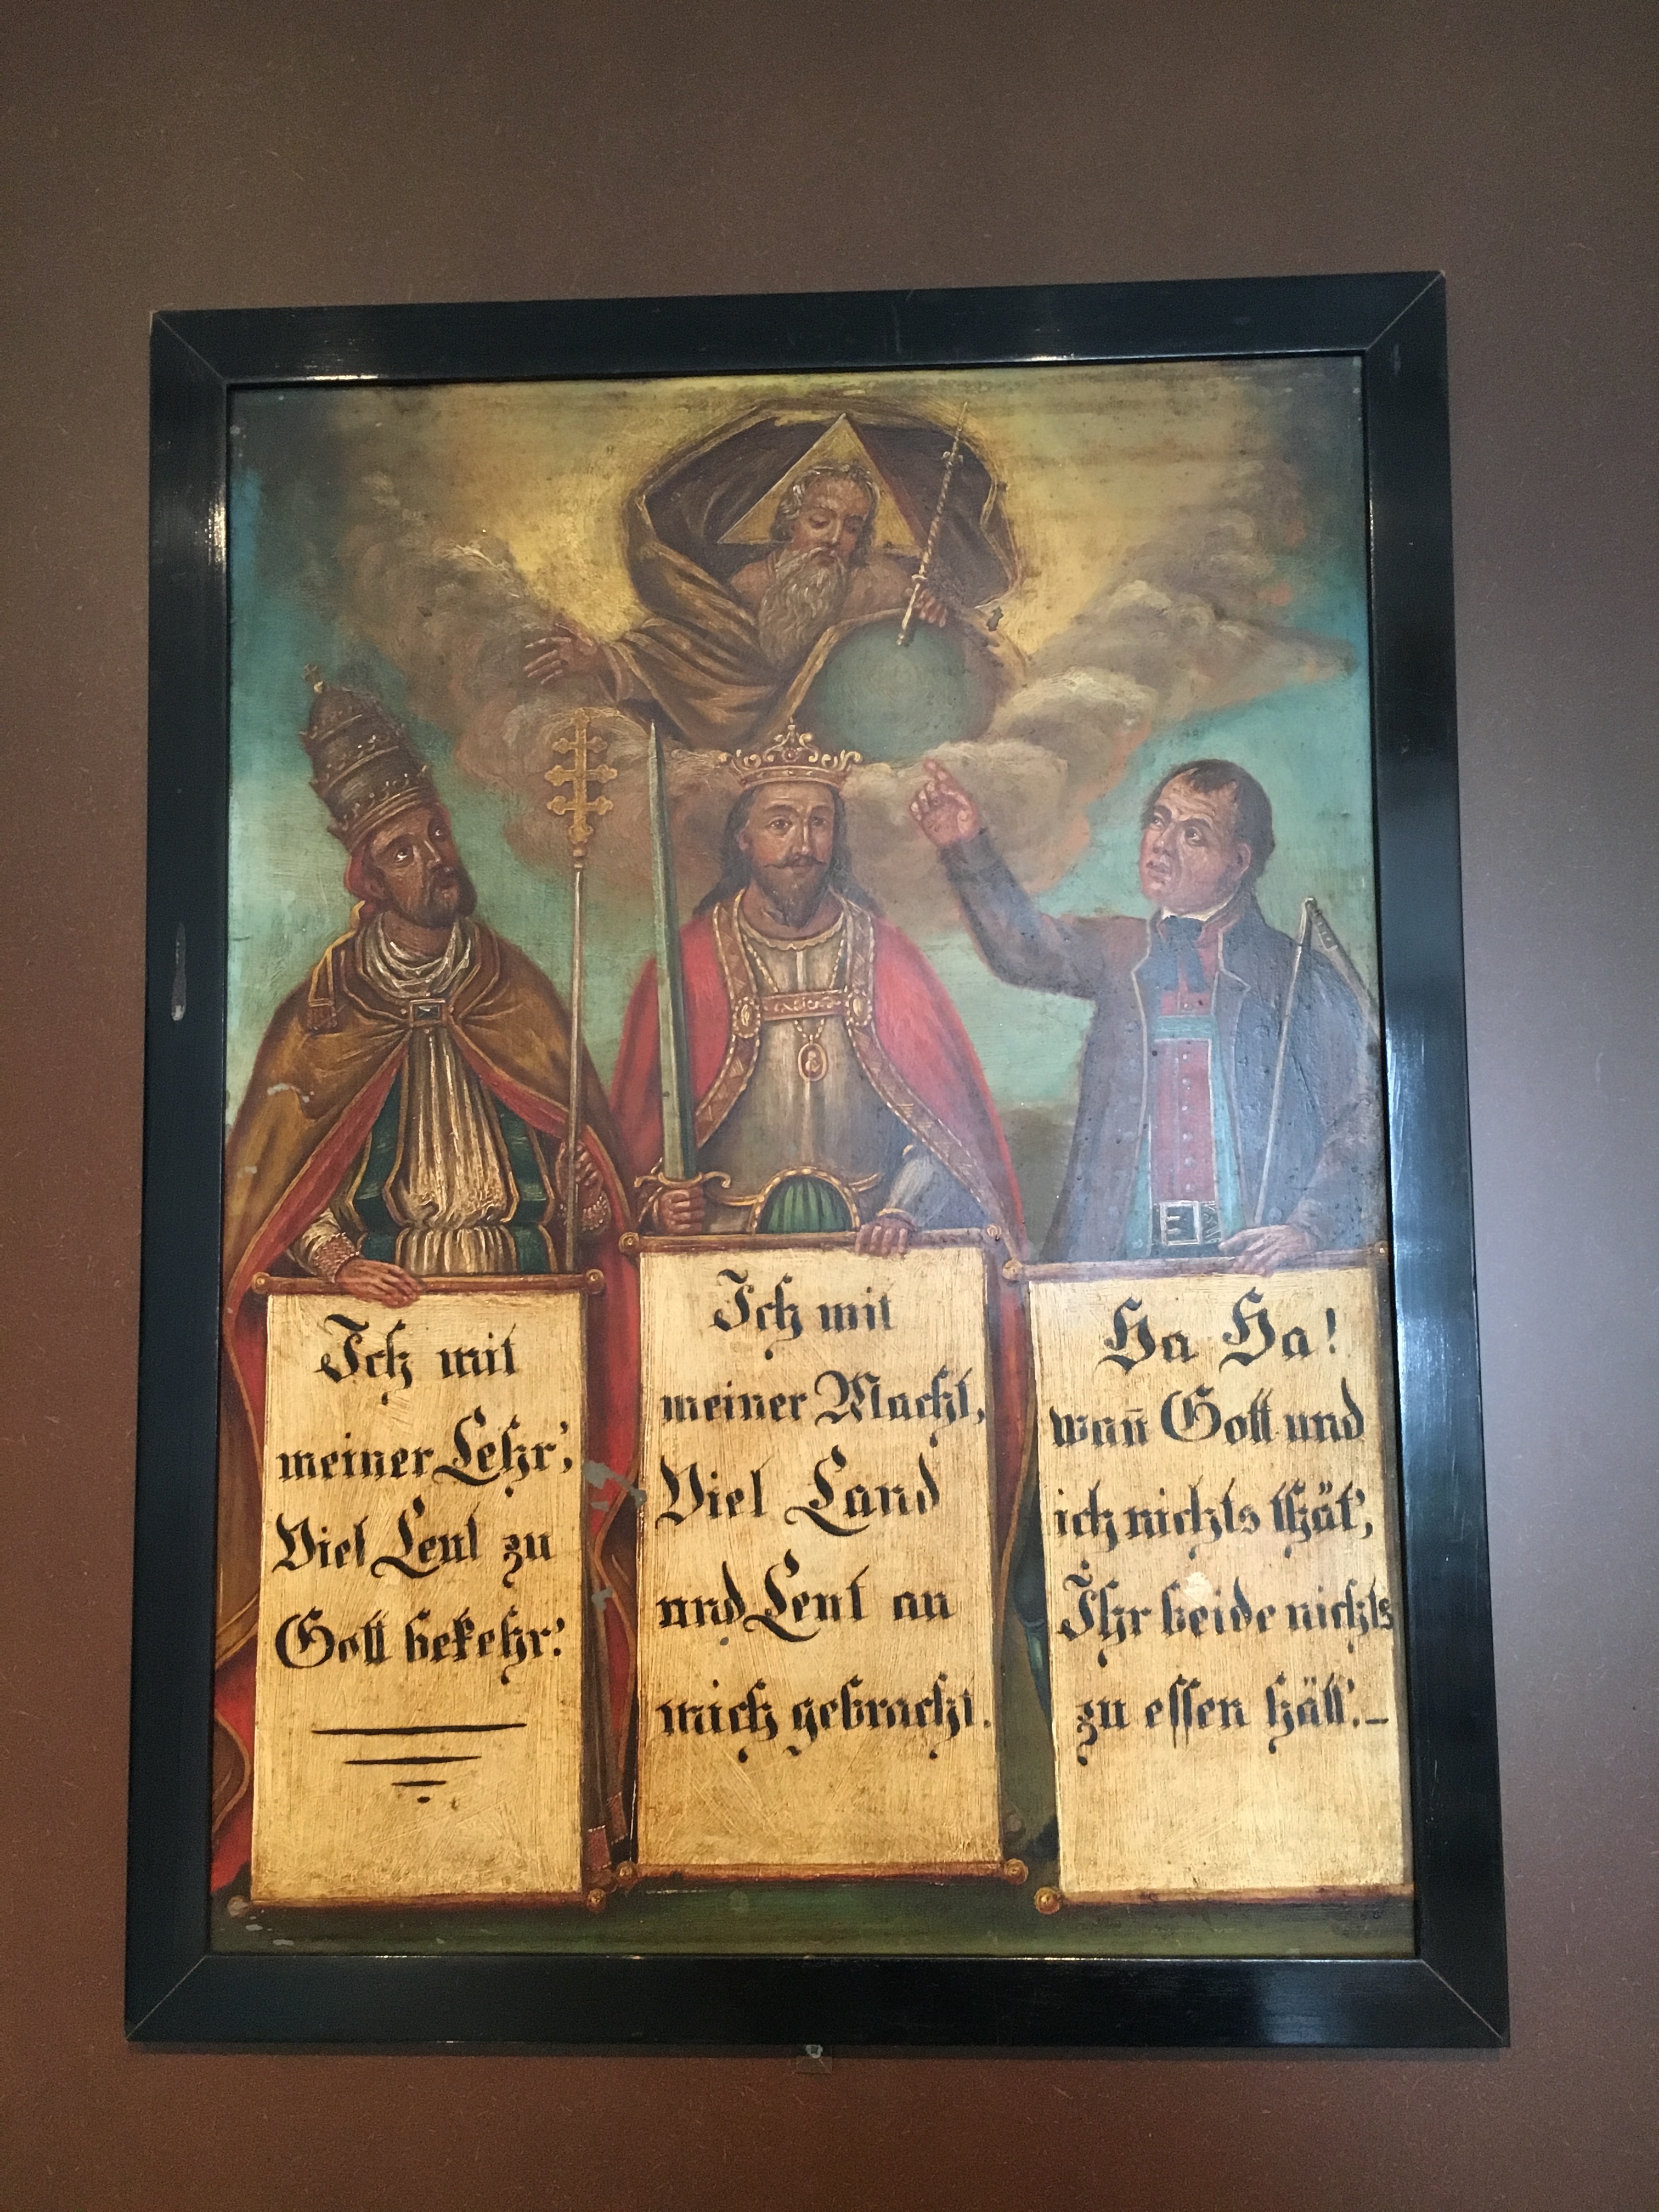 Ich mit
meiner Lehr',
Viel Leut zu
Gott bekehr.'
Ich mit
meiner Macht,
Viel Land
und Leut an
mich gebracht.
Ha Ha!
wan̄ Gott und
ich nichts thät',
Ihr beide nichts
zu essen hätt'.–